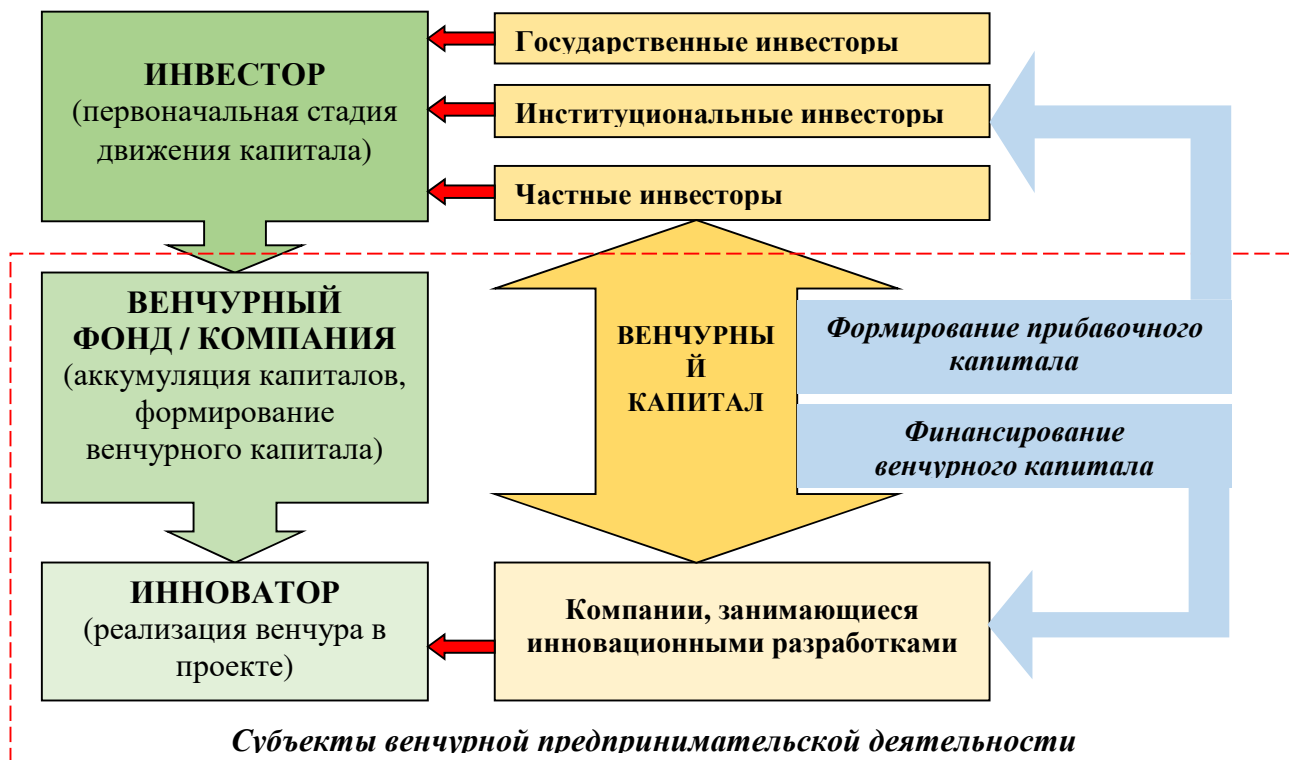 ИНВЕСТОР
(первоначальная стадия
движения капитала)
Государственные инвесторы
Институциональные инвесторы
Частные инвесторы
ВЕНЧУРНЫЙ
ФОНД / КОМПАНИЯ
(аккумуляция капиталов,
формирование
венчурного капитала)
ВЕНЧУРНЫ
Й
КАПИТАЛ
Формирование прибавочного
капитала
Финансирование
венчурного капитала
ИННОВАТОР
(реализация венчура в
проекте)
Компании, занимающиеся
инновационными разработками
Субъекты венчурной предпринимательской деятельности